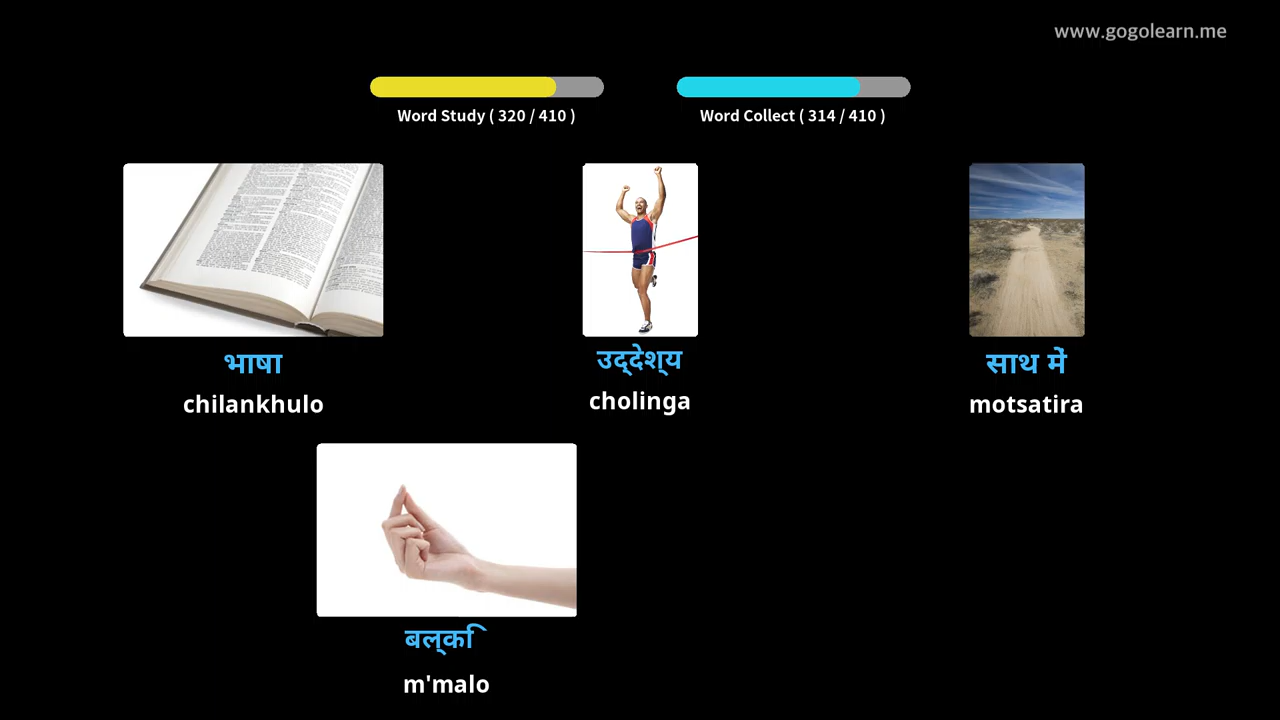 www.gogolearn.me
Word Study ( 320 / 410 )
Word Collect ( 314 / 410 )
भाषा
उद्देश्य
साथ में
chilankhulo
cholinga
motsatira
बल्कि
m'malo